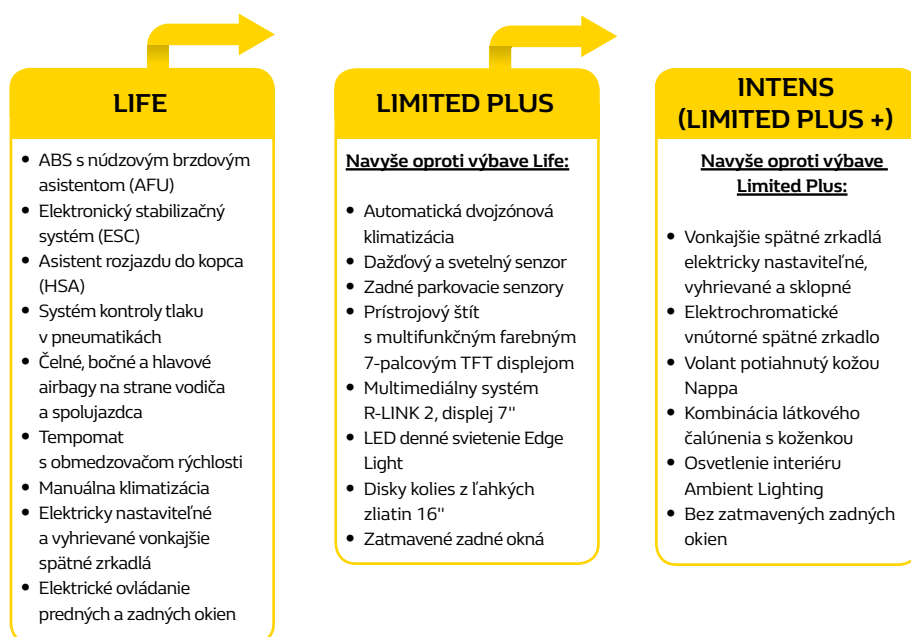 LIFE
• ABS s núdzovým brzdovým
asistentom (AFU)
• Elektronický stabilizačný
systém (ESC)
• Asistent rozjazdu do kopca
(HSA)
• Systém kontroly tlaku
v pneumatikách
• Čelné, bočné a hlavové
airbagy na strane vodiča
a spolujazdca
• Tempomat
s obmedzovačom rýchlosti
• Manuálna klimatizácia
• Elektricky nastaviteľné
a vyhrievané vonkajšie
spätné zrkadlá
• Elektrické ovládanie
predných a zadných okien
LIMITED PLUS
Navyše oproti výbave Life:
• Automatická dvojzónová
klimatizácia
• Dažďový a svetelný senzor
• Zadné parkovacie senzory
• Prístrojový štít
s multifunkčným farebným
7-palcovým TFT displejom
• Multimediálny systém
R-LINK 2, displej 7"
• LED denné svietenie Edge
Light
• Disky kolies z ľahkých
zliatin 16"
• Zatmavené zadné okná
INTENS
(LIMITED PLUS +)
Navyše oproti výbave
Limited Plus:
• Vonkajšie spätné zrkadlá
elektricky nastaviteľné,
vyhrievané a sklopné
• Elektrochromatické
vnútorné spätné zrkadlo
• Volant potiahnutý kožou
Nappa
• Kombinácia látkového
čalúnenia s koženkou
• Osvetlenie interiéru
Ambient Lighting
• Bez zatmavených zadných
okien